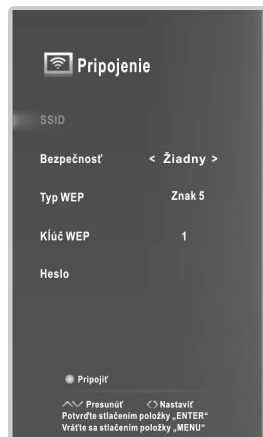 Pripojenie
SSID
Bezpečnosť < Žiadny >
Typ WEP Znak 5
Kĺúč WEP 1
Heslo
Pripojiť
Presunúť Nastaviť
Potvrďte stlačením položky „ENTER“
Vráťte sa stlačením položky „MENU“